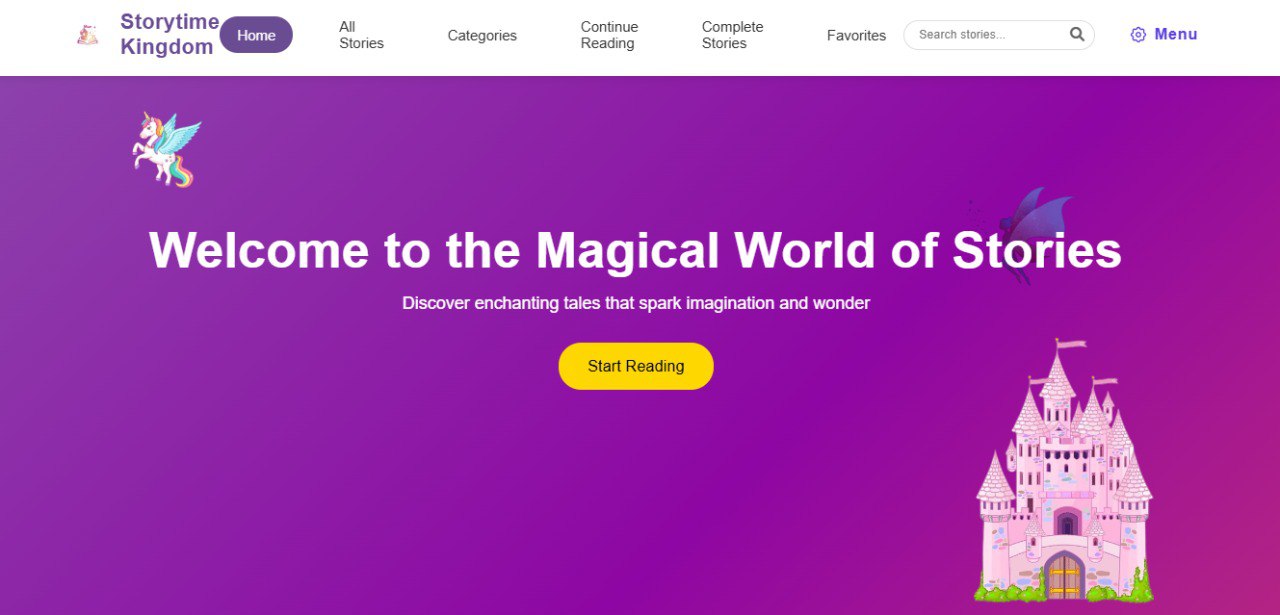 Storytime
Kingdom
Home
All
Stories
Categories
Continue
Reading
Complete
Stories
Favorites
Search stories...
Menu
Welcome to the Magical World of Stories
Discover enchanting tales that spark imagination and wonder
Start Reading